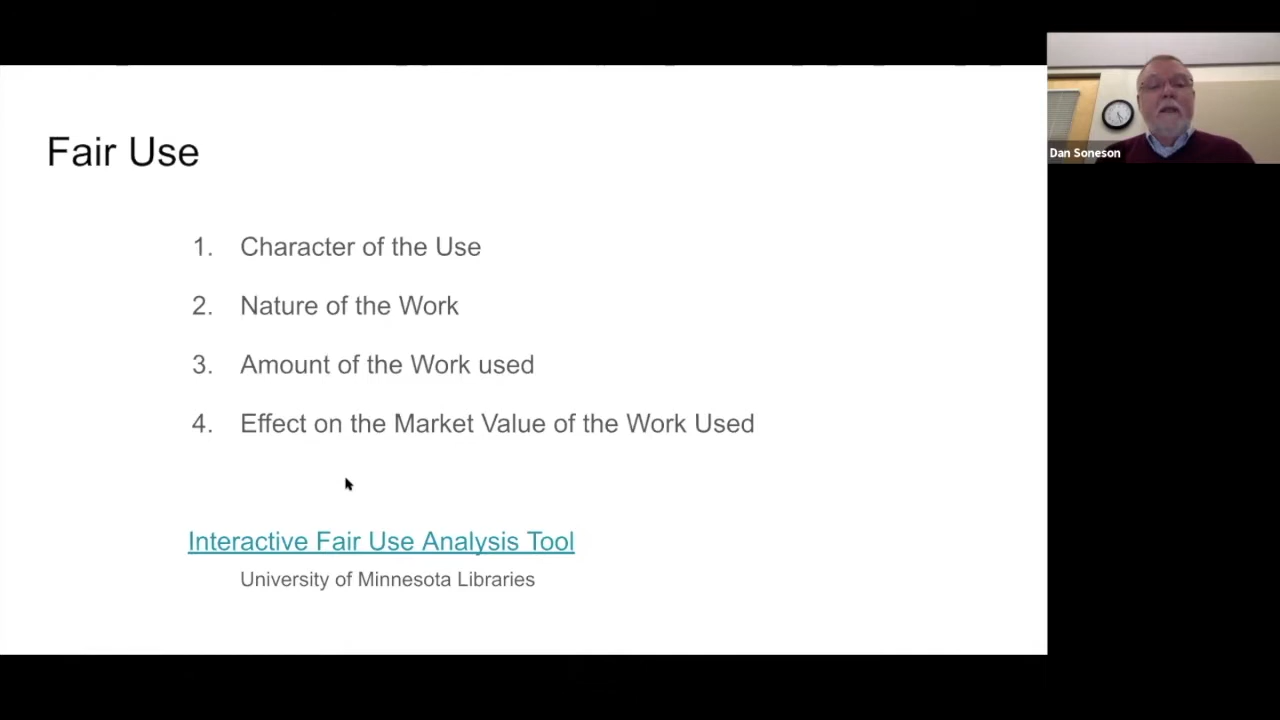 Fair Use
1. Character of the Use
2. Nature of the Work
3. Amount of the Work used
4. Effect on the Market Value of the Work Used
Interactive Fair Use Analysis Tool
University of Minnesota Libraries
Dan Soneson